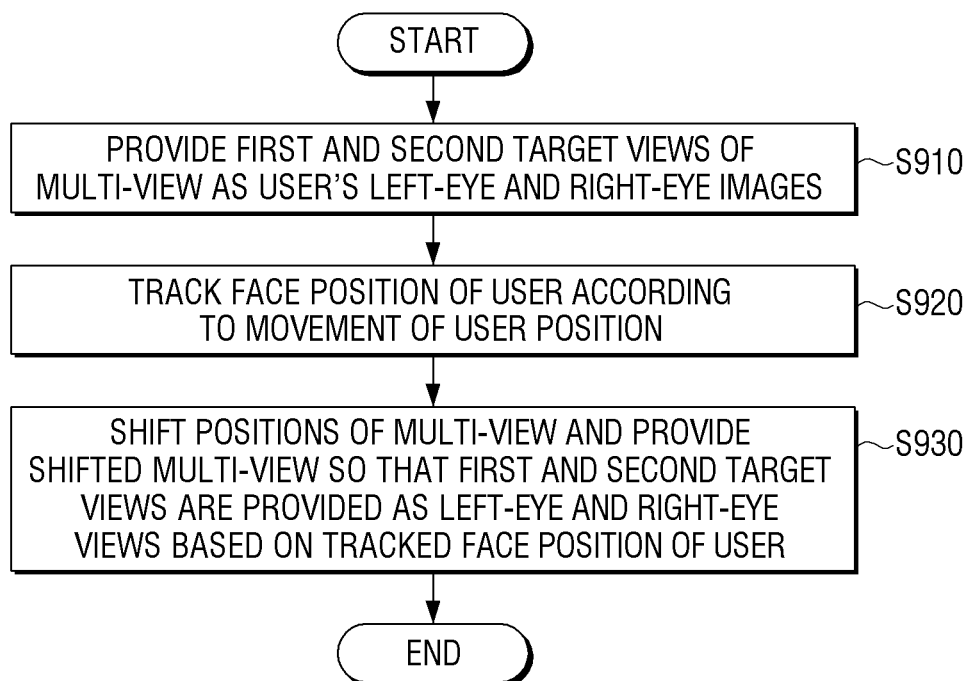 START
PROVIDE FIRST AND SECOND TARGET VIEWS OF
MULTI-VIEW AS USER'S LEFT-EYE AND RIGHT-EYE IMAGES
S910
TRACK FACE POSITION OF USER ACCORDING
TO MOVEMENT OF USER POSITION
S920
SHIFT POSITIONS OF MULTI-VIEW AND PROVIDE
SHIFTED MULTI-VIEW SO THAT FIRST AND SECOND TARGET
VIEWS ARE PROVIDED AS LEFT-EYE AND RIGHT-EYE
VIEWS BASED ON TRACKED FACE POSITION OF USER
S930
END